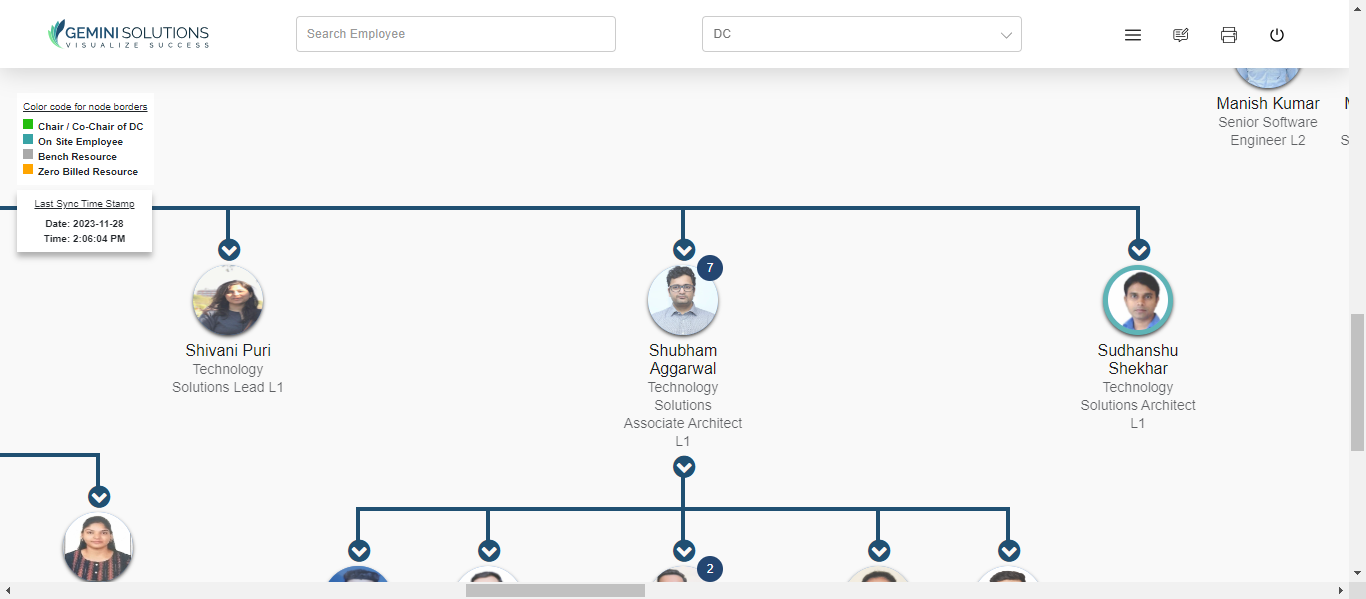 GEMINI SOLUTIONS
VISUALIZE SUCCESS
Search Employee
DC
Color code for node borders
Chair / Co-Chair of DC
On Site Employee
Bench Resource
Zero Billed Resource
Last Sync Time Stamp
Date: 2023-11-28
Time: 2:06:04 PM
Manish Kumar
Senior Software
Engineer L2
Shivani Puri
Technology
Solutions Lead L1
7
Shubham
Aggarwal
Technology
Solutions
Associate Architect
L1
Sudhanshu
Shekhar
Technology
Solutions Architect
L1
2